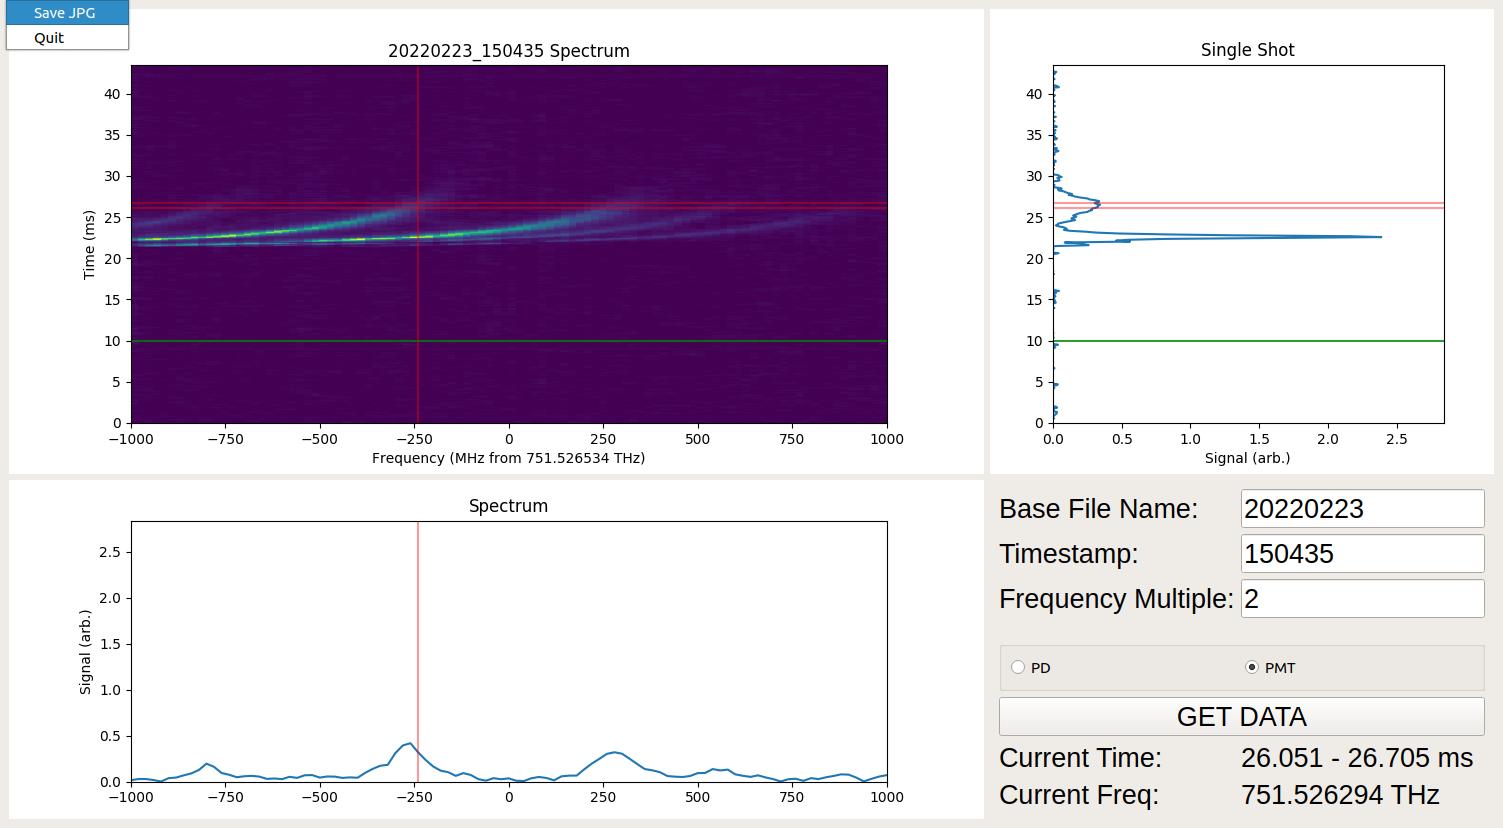 Save JPG
Quit
20220223_150435 Spectrum
40
35
30
25
20
15
10
5
0
Time (ms)
−1000 −750 −500 −250 0 250 500 750 1000
Frequency (MHz from 751.526534 THz)
Single Shot
40
35
30
25
20
15
10
5
0
0.0 0.5 1.0 1.5 2.0 2.5
Signal (arb.)
Spectrum
2.5
2.0
1.5
1.0
0.5
0.0
Signal (arb.)
−1000 −750 −500 −250 0 250 500 750 1000
Base File Name: 20220223
Timestamp: 150435
Frequency Multiple: 2
PD PMT
GET DATA
Current Time: 26.051 - 26.705 ms
Current Freq: 751.526294 THz